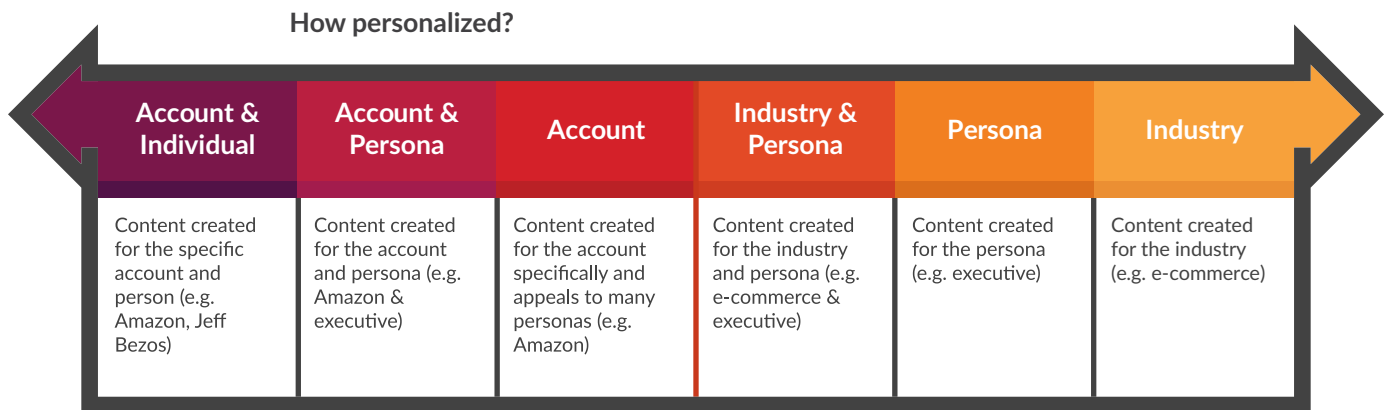 How personalized?
Account &
Individual
Account &
Persona
Account
Industry &
Persona
Persona
Industry
Content created
for the specific
account and
person (e.g.
Amazon, Jeff
Bezos)
Content created
for the account
and persona (e.g.
Amazon &
executive)
Content created
for the account
specifically and
appeals to many
personas (e.g.
Amazon)
Content created
for the industry
and persona (e.g.
e-commerce &
executive)
Content created
for the persona
(e.g. executive)
Content created
for the industry
(e.g. e-commerce)